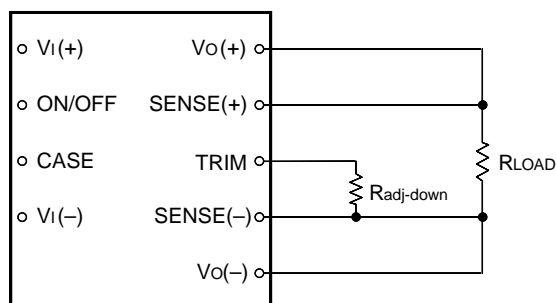 VI(+) VO(+)
ON/OFF SENSE(+)
CASE TRIM RLOAD
Radj-down
VI(–) SENSE(–)
VO(–)